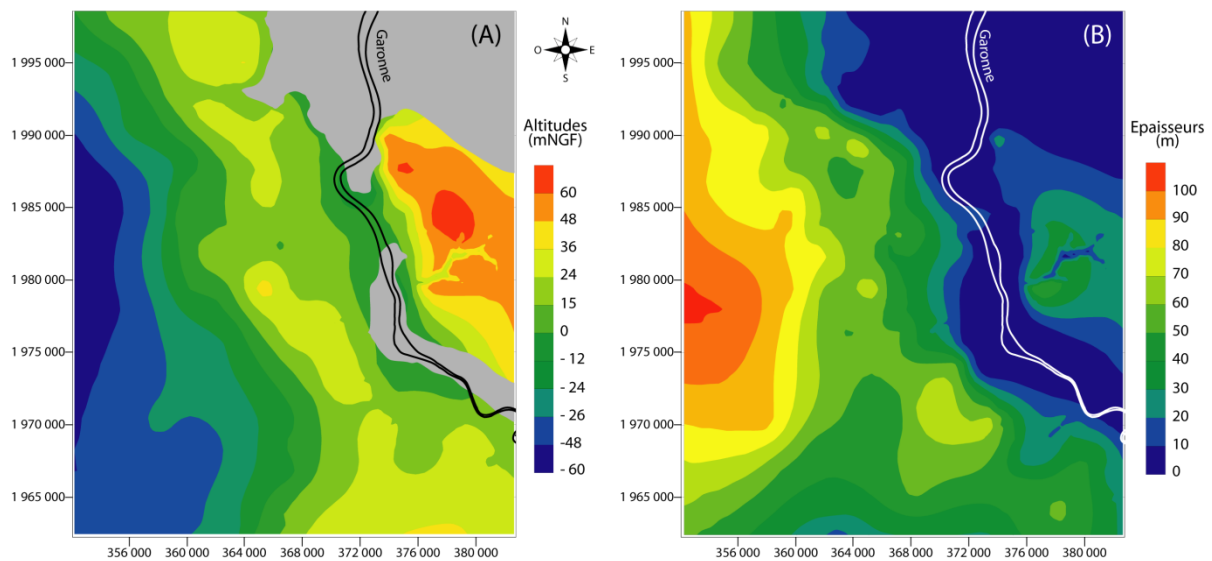 (A)
Garonne
N
O E
S
1 995 000
1 990 000
1 985 000
1 980 000
1 975 000
1 970 000
1 965 000
356 000 360 000 364 000 368 000 372 000 376 000 380 000
Altitudes
(mNGF)
60
48
36
24
15
0
- 12
- 24
- 26
- 48
- 60
(B)
Garonne
1 995 000
1 990 000
1 985 000
1 980 000
1 975 000
1 970 000
1 965 000
356 000 360 000 364 000 368 000 372 000 376 000 380 000
Epaisseurs
(m)
100
90
80
70
60
50
40
30
20
10
0